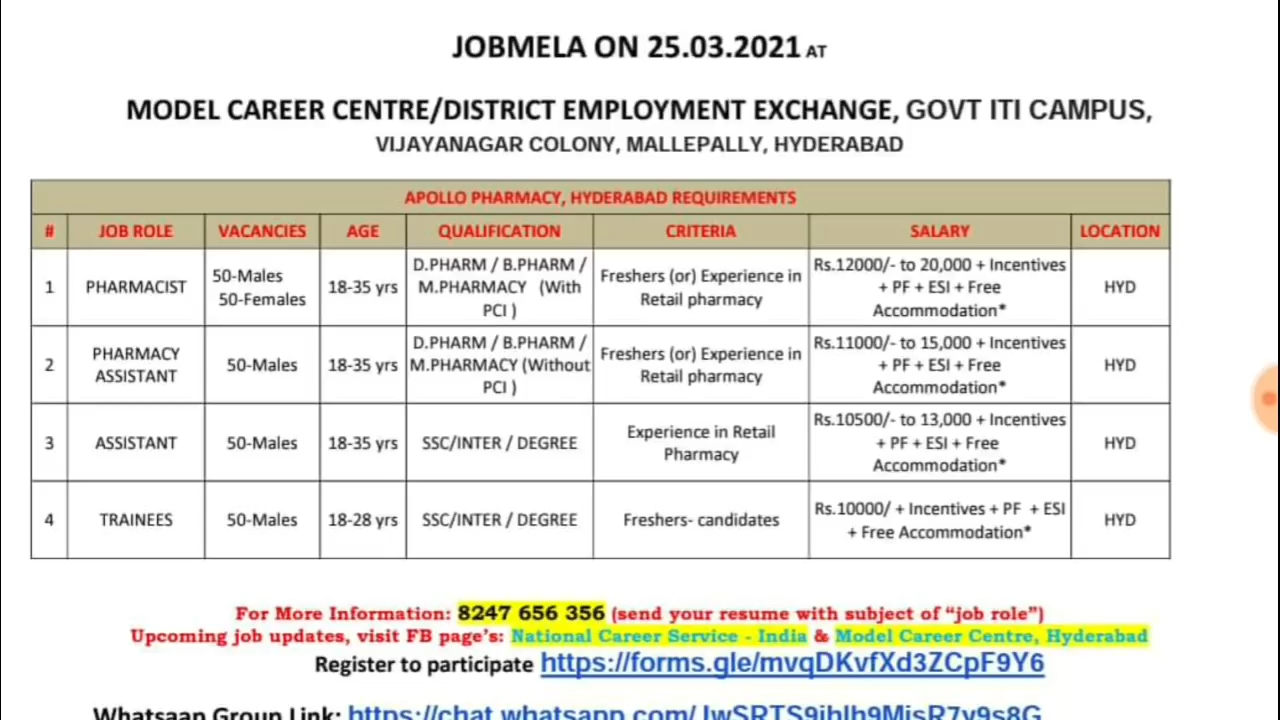 JOBMELA ON 25.03.2021 AT
MODEL CAREER CENTRE/DISTRICT EMPLOYMENT EXCHANGE, GOVT ITI CAMPUS,
VIJAYANAGAR COLONY, MALLEPALLY, HYDERABAD
APOLLO PHARMACY, HYDERABAD REQUIREMENTS
# JOB ROLE VACANCIES AGE QUALIFICATION CRITERIA SALARY LOCATION
1 PHARMACIST 50-Males 50-Females 18-35 yrs D.PHARM / B.PHARM / M.PHARMACY (With PCI ) Freshers (or) Experience in Retail pharmacy Rs.12000/- to 20,000 + Incentives + PF + ESI + Free Accommodation* HYD
2 PHARMACY ASSISTANT 50-Males 18-35 yrs D.PHARM / B.PHARM / M.PHARMACY (Without PCI ) Freshers (or) Experience in Retail pharmacy Rs.11000/- to 15,000 + Incentives + PF + ESI + Free Accommodation* HYD
3 ASSISTANT 50-Males 18-35 yrs SSC/INTER / DEGREE Experience in Retail Pharmacy Rs.10500/- to 13,000 + Incentives + PF + ESI + Free Accommodation* HYD
4 TRAINEES 50-Males 18-28 yrs SSC/INTER / DEGREE Freshers- candidates Rs.10000/ + Incentives + PF + ESI + Free Accommodation* HYD
For More Information: 8247 656 356 (send your resume with subject of “job role”)
Upcoming job updates, visit FB page’s: National Career Service - India & Model Career Centre, Hyderabad
Register to participate https://forms.gle/mvqDKvfXd3ZCpF9Y6
Whatsaap Group Link: https://chat.whatsapp.com/